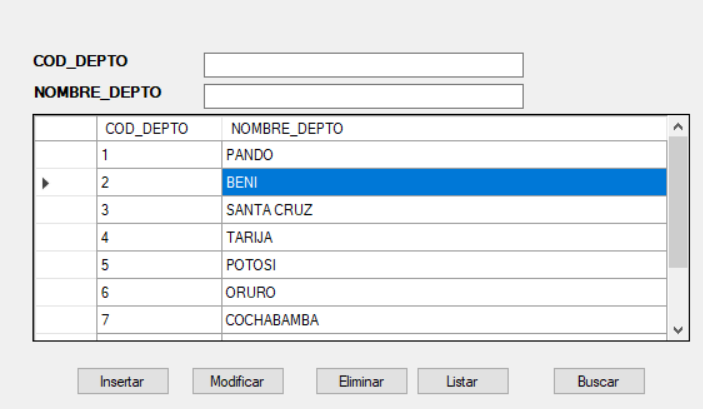 COD_DEPTO
NOMBRE_DEPTO
COD_DEPTO NOMBRE_DEPTO
1 PANDO
2 BENI
3 SANTA CRUZ
4 TARIJA
5 POTOSI
6 ORURO
7 COCHABAMBA
Insertar Modificar Eliminar Listar Buscar